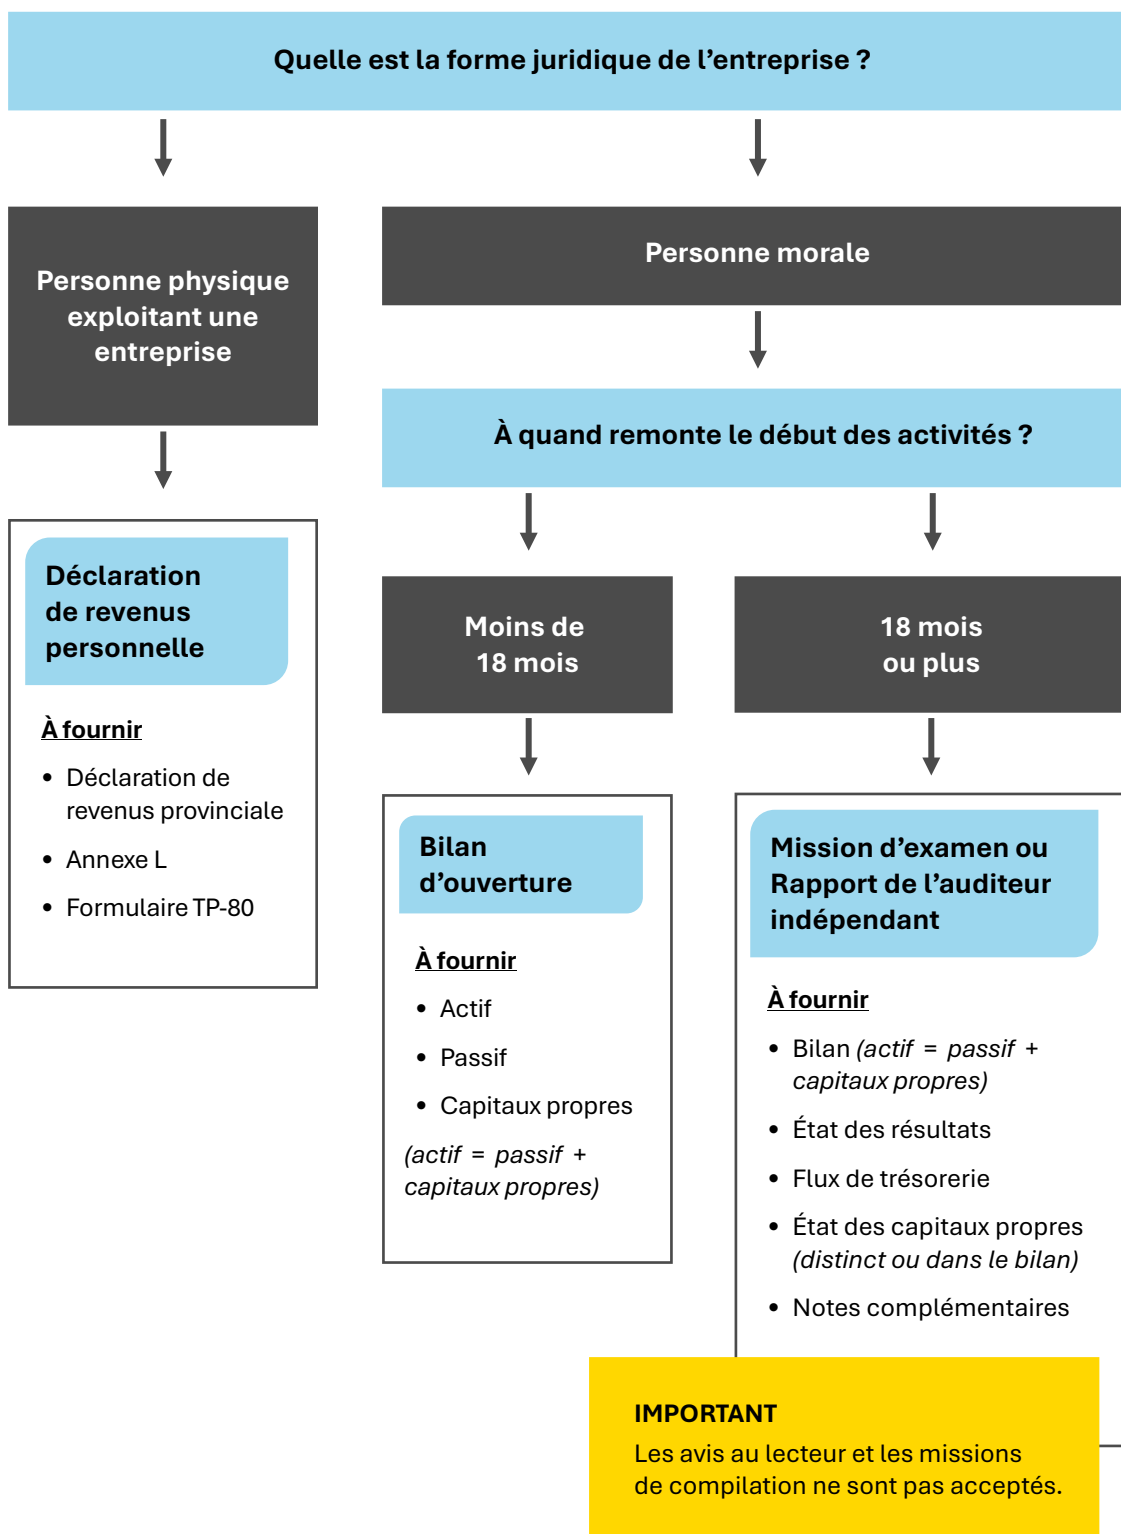 Quelle est la forme juridique de l’entreprise ?
Personne physique
exploitant une
entreprise
Personne morale
À quand remonte le début des activités ?
Déclaration
de revenus
personnelle
À fournir
• Déclaration de
revenus provinciale
• Annexe L
• Formulaire TP-80
Moins de
18 mois
18 mois
ou plus
Bilan
d’ouverture
À fournir
• Actif
• Passif
• Capitaux propres
(actif = passif +
capitaux propres)
Mission d’examen ou
Rapport de l’auditeur
indépendant
À fournir
• Bilan (actif = passif +
capitaux propres)
• État des résultats
• Flux de trésorerie
• État des capitaux propres
(distinct ou dans le bilan)
• Notes complémentaires
IMPORTANT
Les avis au lecteur et les missions
de compilation ne sont pas acceptés.